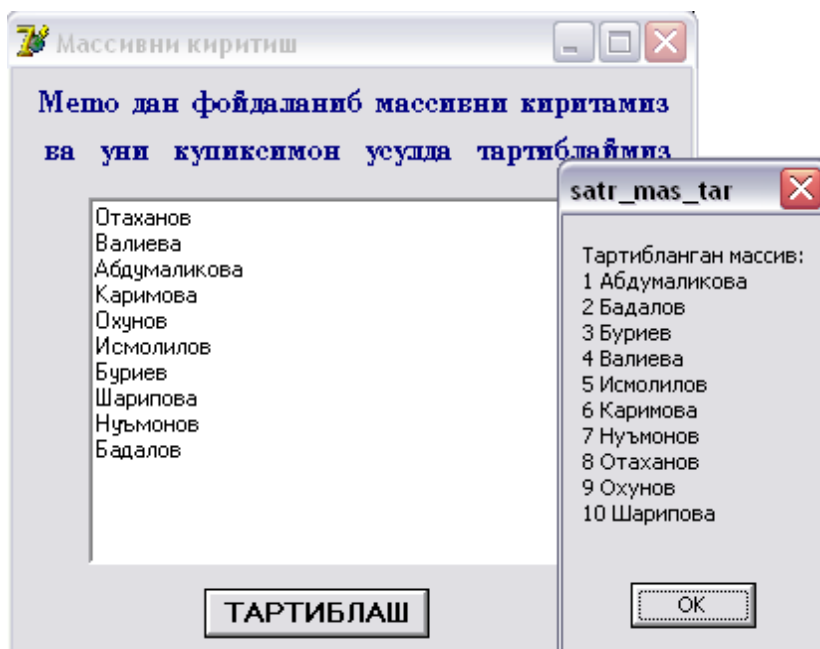 Массивни киритиш
Memo дан фойдаланиб массивни киритамиз
ва уни купиксимон усулда тартиблаймиз
Отаханов
Валиева
Абдумаликова
Каримова
Охунов
Исмолилов
Буриев
Шарипова
Нуъмонов
Бадалов
ТАРТИБЛАШ
satr_mas_tar
Тартибланган массив:
1 Абдумаликова
2 Бадалов
3 Буриев
4 Валиева
5 Исмолилов
6 Каримова
7 Нуъмонов
8 Отаханов
9 Охунов
10 Шарипова
OK